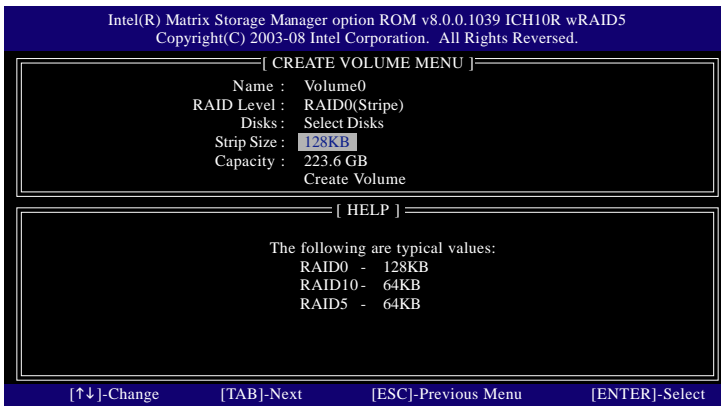 Intel(R) Matrix Storage Manager option ROM v8.0.0.1039 ICH10R wRAID5
Copyright(C) 2003-08 Intel Corporation.  All Rights Reversed.
[ CREATE VOLUME MENU ]
Name :   Volume0
RAID Level :   RAID0(Stripe)
Disks :   Select Disks
Strip Size :   128KB
Capacity :   223.6 GB
Create Volume
[ HELP ]
The following are typical values:
RAID0   -   128KB
RAID10 -   64KB
RAID5   -   64KB
[↑↓]-Change   [TAB]-Next   [ESC]-Previous Menu   [ENTER]-Select